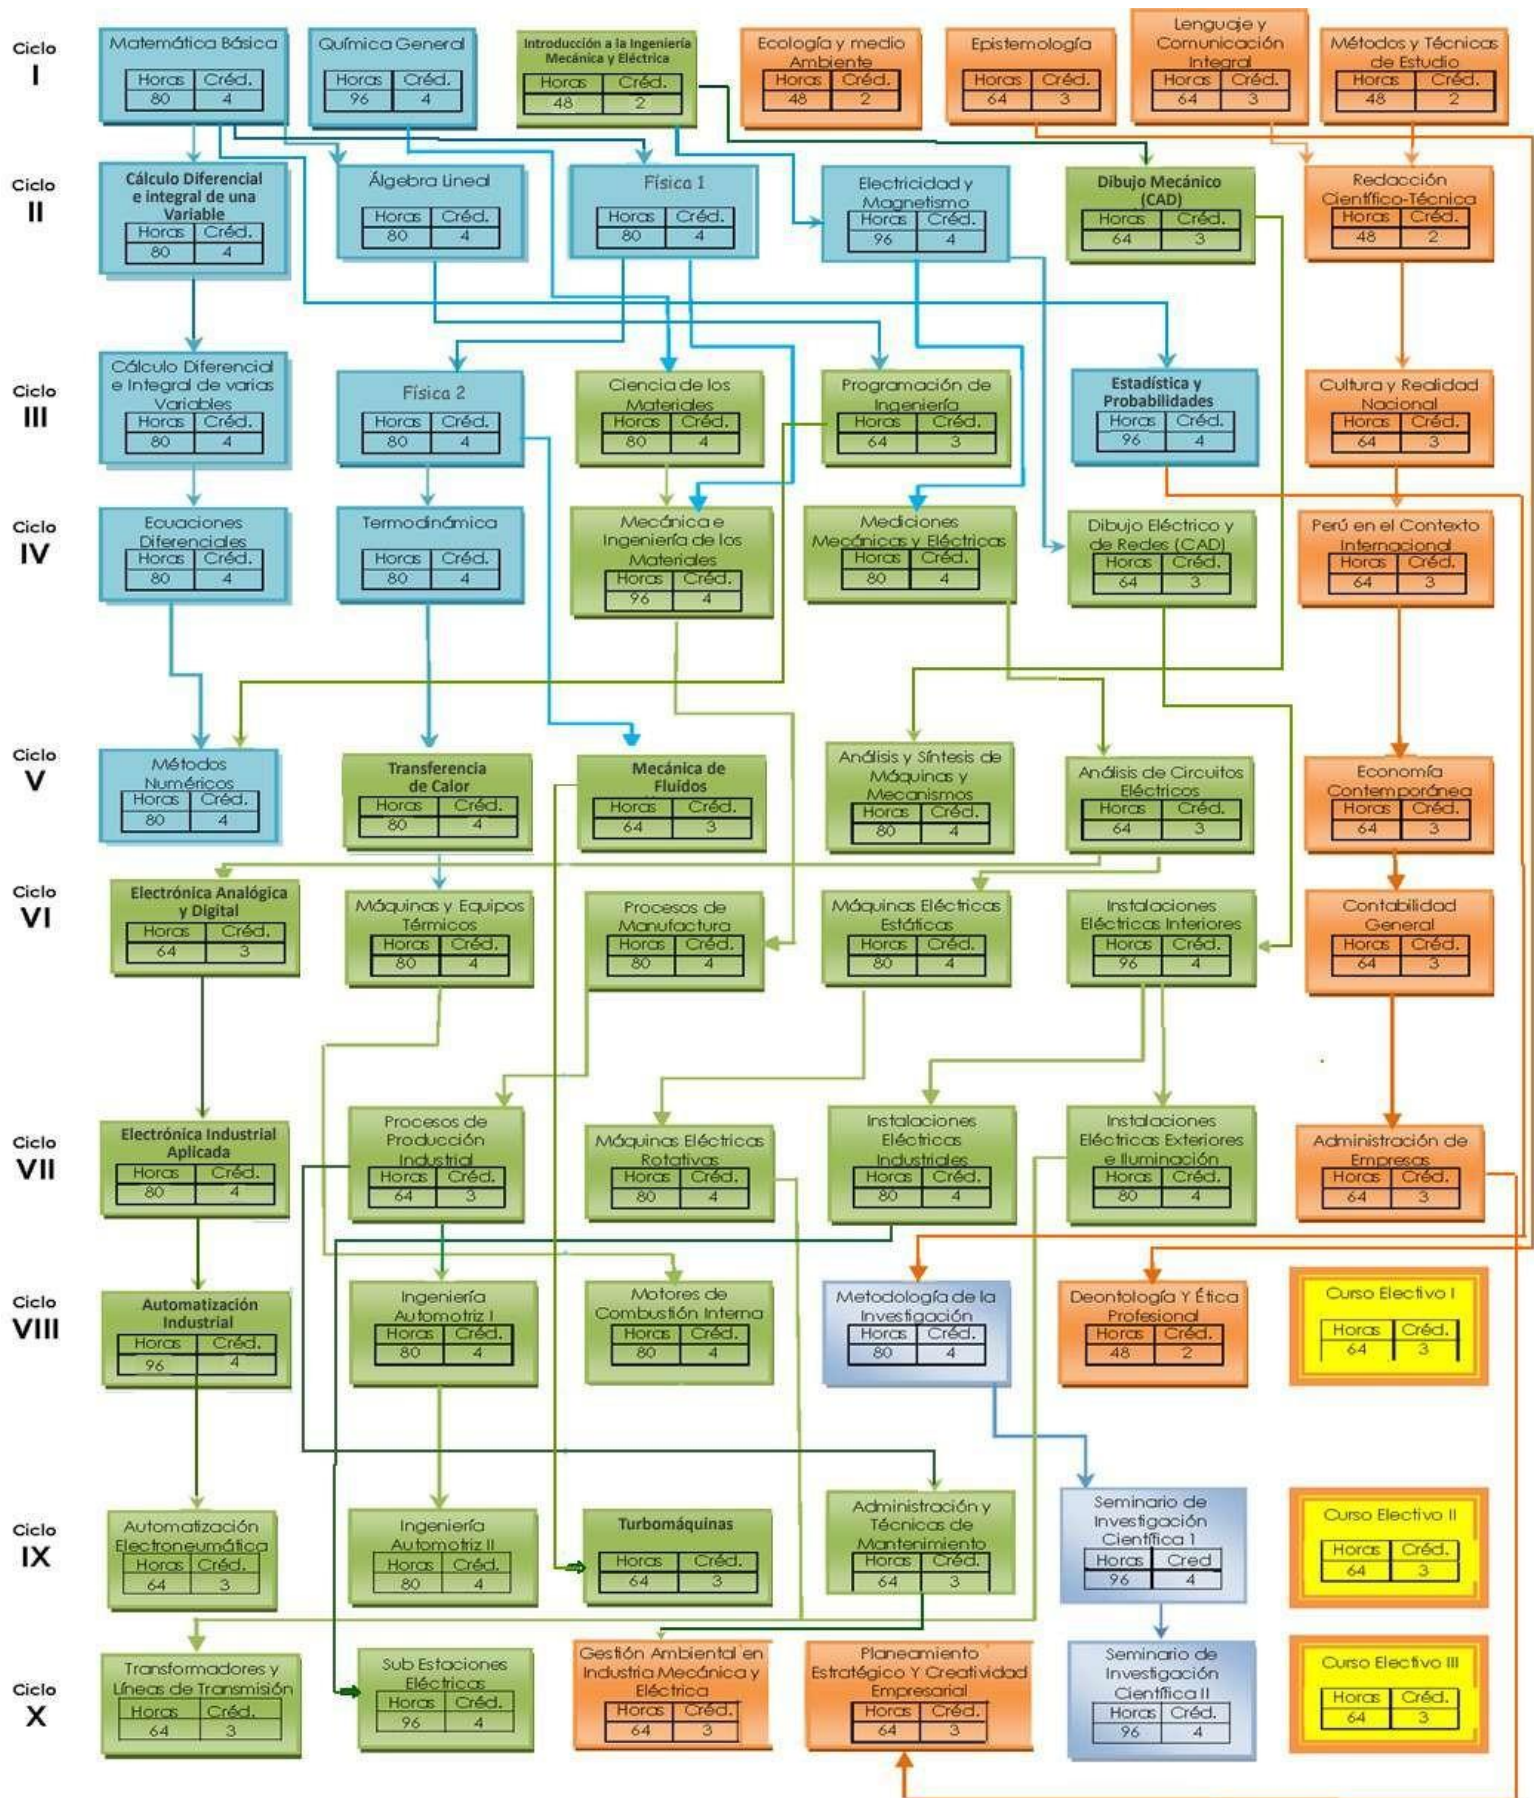 Ciclo
I
Matemática Básica
Horas Créd.
80 4
Química General
Horas Créd.
96 4
Introducción a la Ingeniería
Mecánica y Eléctrica
Horas Créd.
48 2
Ecología y medio
Ambiente
Horas Créd.
48 2
Epistemología
Horas Créd.
64 3
Lenguaje y
Comunicación
Integral
Horas Créd.
64 3
Métodos y Técnicas
de Estudio
Horas Créd.
48 2
Ciclo
II
Cálculo Diferencial
e integral de una
Variable
Horas Créd.
80 4
Álgebra Lineal
Horas Créd.
80 4
Física 1
Horas Créd.
80 4
Electricidad y
Magnetismo
Horas Créd.
96 4
Dibujo Mecánico
(CAD)
Horas Créd.
64 3
Redacción
Científico-Técnica
Horas Créd.
48 2
Ciclo
III
Cálculo Diferencial
e Integral de varias
Variables
Horas Créd.
80 4
Física 2
Horas Créd.
80 4
Ciencia de los
Materiales
Horas Créd.
80 4
Programación de
Ingeniería
Horas Créd.
64 3
Estadística y
Probabilidades
Horas Créd.
96 4
Cultura y Realidad
Nacional
Horas Créd.
64 3
Ciclo
IV
Ecuaciones
Diferenciales
Horas Créd.
80 4
Termodinámica
Horas Créd.
80 4
Mecánica e
Ingeniería de los
Materiales
Horas Créd.
96 4
Mediciones
Mecánicas y Eléctricas
Horas Créd.
80 4
Dibujo Eléctrico y
de Redes (CAD)
Horas Créd.
64 3
Perú en el Contexto
Internacional
Horas Créd.
64 3
Ciclo
V
Métodos
Numéricos
Horas Créd.
80 4
Transferencia
de Calor
Horas Créd.
80 4
Mecánica de
Fluidos
Horas Créd.
64 3
Análisis y Síntesis de
Máquinas y
Mecanismos
Horas Créd.
80 4
Análisis de Circuitos
Eléctricos
Horas Créd.
64 3
Economía
Contemporánea
Horas Créd.
64 3
Ciclo
VI
Electrónica Analógica
y Digital
Horas Créd.
64 3
Máquinas y Equipos
Térmicos
Horas Créd.
80 4
Procesos de
Manufactura
Horas Créd.
80 4
Máquinas Eléctricas
Estáticas
Horas Créd.
80 4
Instalaciones
Eléctricas Interiores
Horas Créd.
96 4
Contabilidad
General
Horas Créd.
64 3
Ciclo
VII
Electrónica Industrial
Aplicada
Horas Créd.
80 4
Procesos de
Producción
Industrial
Horas Créd.
64 3
Máquinas Eléctricas
Rotativas
Horas Créd.
80 4
Instalaciones
Eléctricas
Industriales
Horas Créd.
80 4
Instalaciones
Eléctricas Exteriores
e Iluminación
Horas Créd.
80 4
Administración de
Empresas
Horas Créd.
64 3
Ciclo
VIII
Automatización
Industrial
Horas Créd.
96 4
Ingeniería
Automotriz I
Horas Créd.
80 4
Motores de
Combustión Interna
Horas Créd.
80 4
Metodología de la
Investigación
Horas Créd.
80 4
Deontología Y Ética
Profesional
Horas Créd.
48 2
Curso Electivo I
Horas Créd.
64 3
Ciclo
IX
Automatización
Electroneumática
Horas Créd.
64 3
Ingeniería
Automotriz II
Horas Créd.
80 4
Turbomáquinas
Horas Créd.
64 3
Administración y
Técnicas de
Mantenimiento
Horas Créd.
64 3
Seminario de
Investigación
Científica 1
Horas Cred
96 4
Curso Electivo II
Horas Créd.
64 3
Ciclo
X
Transformadores y
Líneas de Transmisión
Horas Créd.
64 3
Sub Estaciones
Eléctricas
Horas Créd.
96 4
Gestión Ambiental en
Industria Mecánica y
Eléctrica
Horas Créd.
64 3
Planeamiento
Estratégico Y Creatividad
Empresarial
Horas Créd.
64 3
Seminario de
Investigación
Científica II
Horas Créd.
96 4
Curso Electivo III
Horas Créd.
64 3